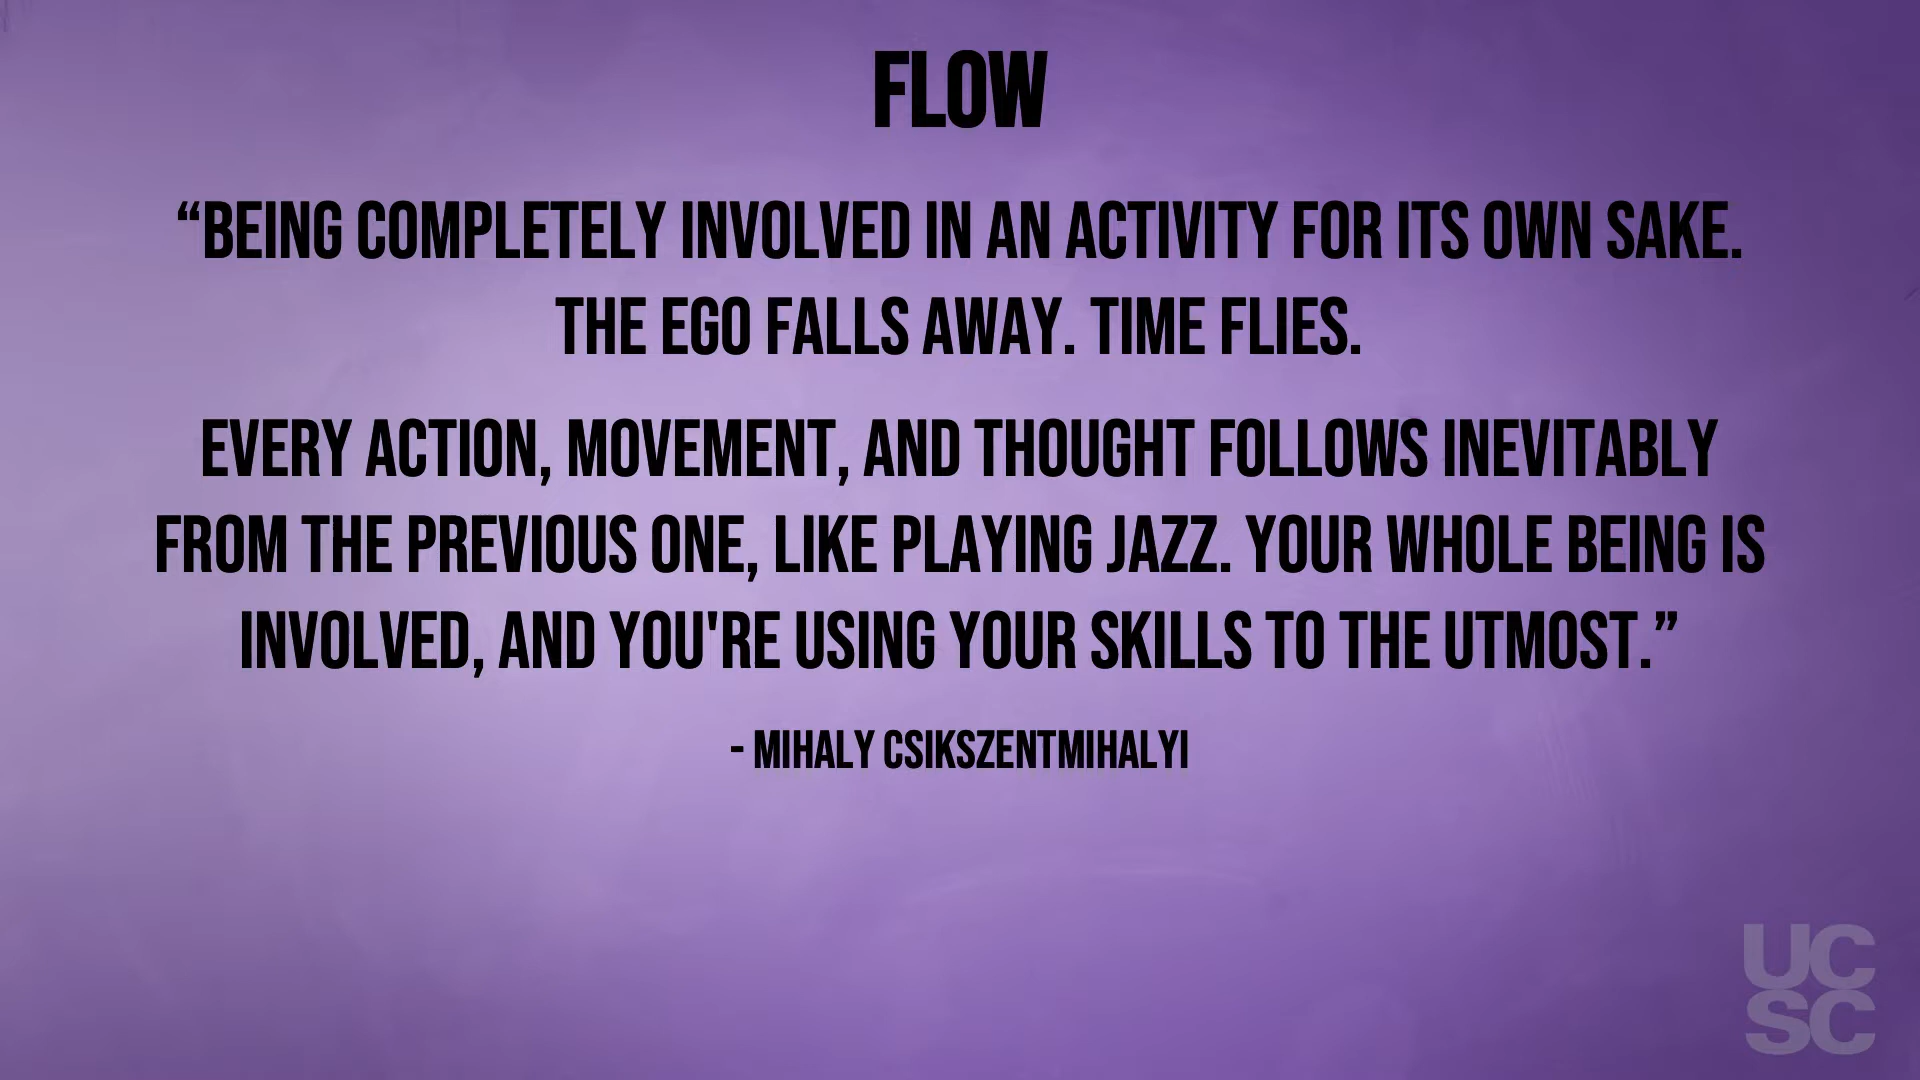 FLOW
“BEING COMPLETELY INVOLVED IN AN ACTIVITY FOR ITS OWN SAKE.
THE EGO FALLS AWAY. TIME FLIES.
EVERY ACTION, MOVEMENT, AND THOUGHT FOLLOWS INEVITABLY
FROM THE PREVIOUS ONE, LIKE PLAYING JAZZ. YOUR WHOLE BEING IS
INVOLVED, AND YOU'RE USING YOUR SKILLS TO THE UTMOST.”
- MIHALY CSIKSZENTMIHALYI
UC
SC